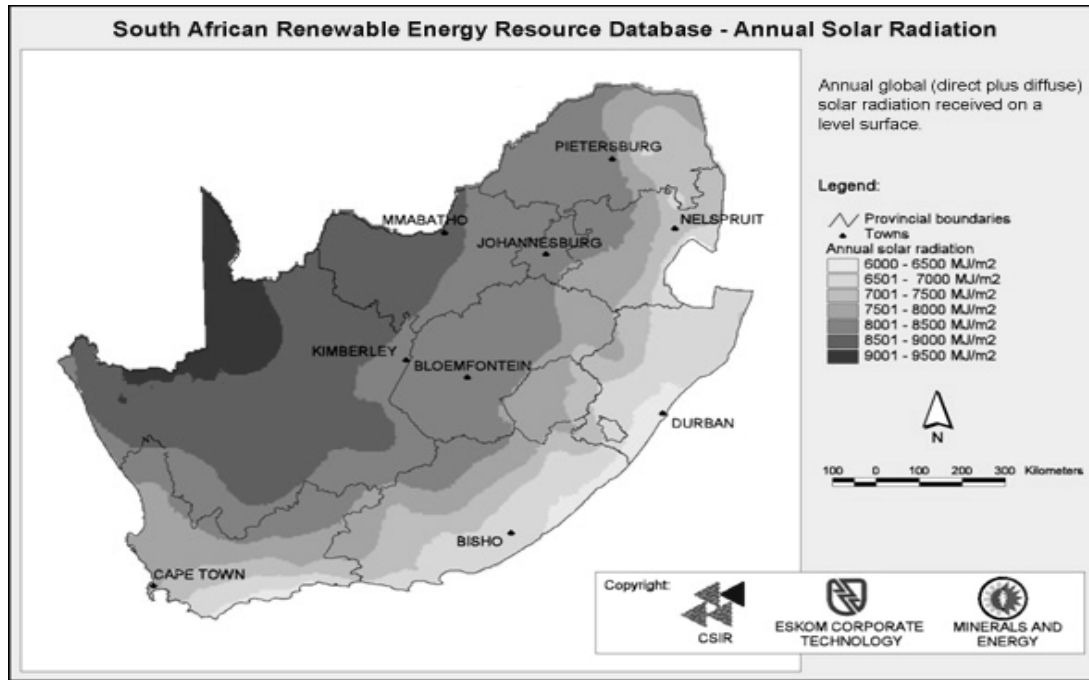 South African Renewable Energy Resource Database - Annual Solar Radiation
Annual global (direct plus diffuse)
solar radiation received on a
level surface.
PIETERSBURG
MMABATHO
NELSPRUIT
JOHANNESBURG
KIMBERLEY
BLOEMFONTEIN
DURBAN
BISHO
CAPE TOWN
Legend:
Provincial boundaries
Towns
Annual solar radiation
6000 - 6500 MJ/m2
6501 - 7000 MJ/m2
7001 - 7500 MJ/m2
7501 - 8000 MJ/m2
8001 - 8500 MJ/m2
8501 - 9000 MJ/m2
9001 - 9500 MJ/m2
N
100 0 100 200 300 Kilometers
Copyright:
CSIR
ESKOM CORPORATE
TECHNOLOGY
MINERALS AND
ENERGY